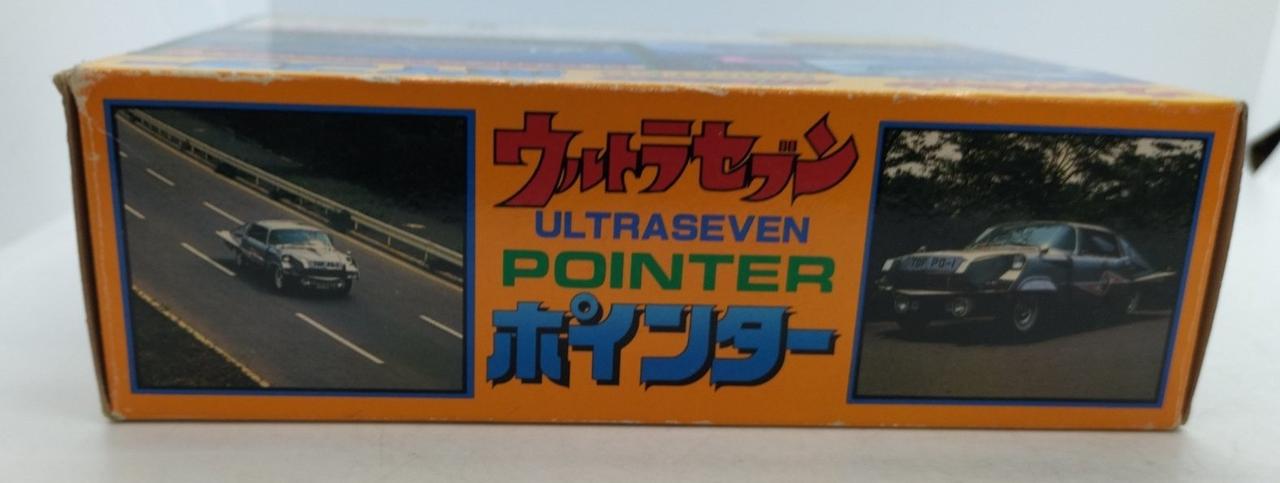 ウルトラセブン
ULTRASEVEN
POINTER
ポインター
TDF PO-1